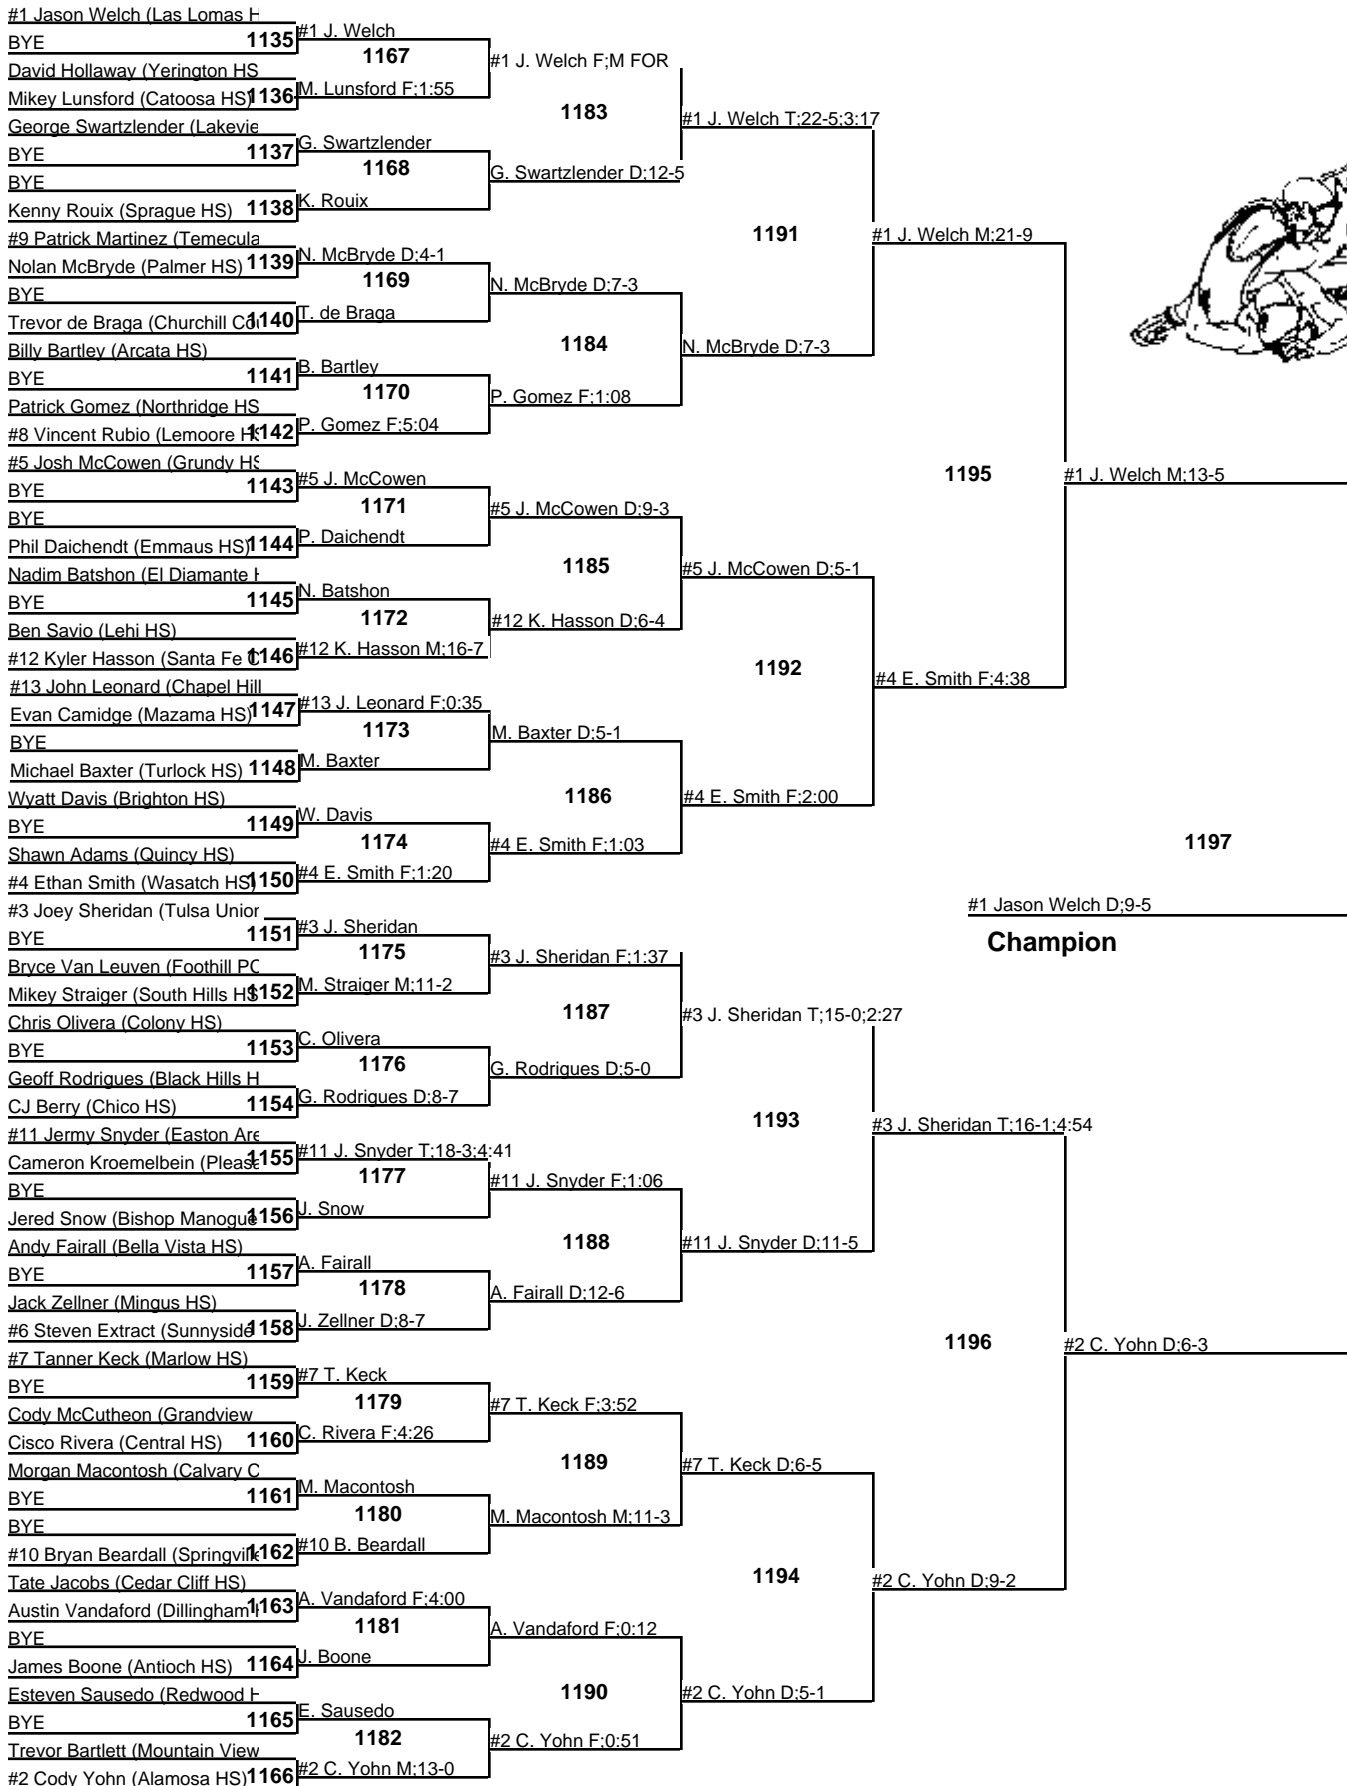 #1 Jason Welch (Las Lomas H
BYE
1135
David Hollaway (Yerington HS
Mikey Lunsford (Catoosa HS)
1136
George Swartzlender (Lakevie
BYE
1137
BYE
Kenny Rouix (Sprague HS)
1138
#9 Patrick Martinez (Temecula
Nolan McBryde (Palmer HS)
1139
BYE
Trevor de Braga (Churchill Cou
1140
Billy Bartley (Arcata HS)
BYE
1141
Patrick Gomez (Northridge HS
#8 Vincent Rubio (Lemoore HS
1142
#5 Josh McCowen (Grundy HS
BYE
1143
BYE
Phil Daichendt (Emmaus HS)
1144
Nadim Batshon (El Diamante H
BYE
1145
Ben Savio (Lehi HS)
#12 Kyler Hasson (Santa Fe C
1146
#13 John Leonard (Chapel Hill
Evan Camidge (Mazama HS)
1147
BYE
Michael Baxter (Turlock HS)
1148
Wyatt Davis (Brighton HS)
BYE
1149
Shawn Adams (Quincy HS)
#4 Ethan Smith (Wasatch HS)
1150
#3 Joey Sheridan (Tulsa Union
BYE
1151
Bryce Van Leuven (Foothill PC
Mikey Straiger (South Hills HS
1152
Chris Olivera (Colony HS)
BYE
1153
Geoff Rodrigues (Black Hills H
CJ Berry (Chico HS)
1154
#11 Jermy Snyder (Easton Are
Cameron Kroemelbein (Pleasa
1155
BYE
Jered Snow (Bishop Manogue
1156
Andy Fairall (Bella Vista HS)
BYE
1157
Jack Zellner (Mingus HS)
#6 Steven Extract (Sunnyside
1158
#7 Tanner Keck (Marlow HS)
BYE
1159
Cody McCutheon (Grandview
Cisco Rivera (Central HS)
1160
Morgan Macontosh (Calvary C
BYE
1161
BYE
#10 Bryan Beardall (Springville
1162
Tate Jacobs (Cedar Cliff HS)
Austin Vandaford (Dillingham H
1163
BYE
James Boone (Antioch HS)
1164
Esteven Sausedo (Redwood H
BYE
1165
Trevor Bartlett (Mountain View
#2 Cody Yohn (Alamosa HS)
1166
#1 J. Welch
1167
M. Lunsford F;1:55
G. Swartzlender
1168
K. Rouix
N. McBryde D;4-1
1169
T. de Braga
B. Bartley
1170
P. Gomez F;5:04
#5 J. McCowen
1171
P. Daichendt
N. Batshon
1172
#12 K. Hasson M;16-7
#13 J. Leonard F;0:35
1173
M. Baxter
W. Davis
1174
#4 E. Smith F;1:20
#3 J. Sheridan
1175
M. Straiger M;11-2
C. Olivera
1176
G. Rodrigues D;8-7
#11 J. Snyder T;18-3;4:41
1177
J. Snow
A. Fairall
1178
J. Zellner D;8-7
#7 T. Keck
1179
C. Rivera F;4:26
M. Macontosh
1180
#10 B. Beardall
A. Vandaford F;4:00
1181
J. Boone
E. Sausedo
1182
#2 C. Yohn M;13-0
#1 J. Welch F;M FOR
1183
G. Swartzlender D;12-5
N. McBryde D;7-3
1184
P. Gomez F;1:08
#5 J. McCowen D;9-3
1185
#12 K. Hasson D;6-4
M. Baxter D;5-1
1186
#4 E. Smith F;1:03
#3 J. Sheridan F;1:37
1187
G. Rodrigues D;5-0
#11 J. Snyder F;1:06
1188
A. Fairall D;12-6
#7 T. Keck F;3:52
1189
M. Macontosh M;11-3
A. Vandaford F;0:12
1190
#2 C. Yohn F;0:51
#1 J. Welch T;22-5;3:17
1191
N. McBryde D;7-3
#5 J. McCowen D;5-1
1192
#4 E. Smith F;2:00
#3 J. Sheridan T;15-0;2:27
1193
#11 J. Snyder D;11-5
#7 T. Keck D;6-5
1194
#2 C. Yohn D;5-1
#1 J. Welch M;21-9
1195
#4 E. Smith F;4:38
#3 J. Sheridan T;16-1;4:54
1196
#2 C. Yohn D;9-2
#1 J. Welch M;13-5
1197
#2 C. Yohn D;6-3
#1 Jason Welch D;9-5
Champion